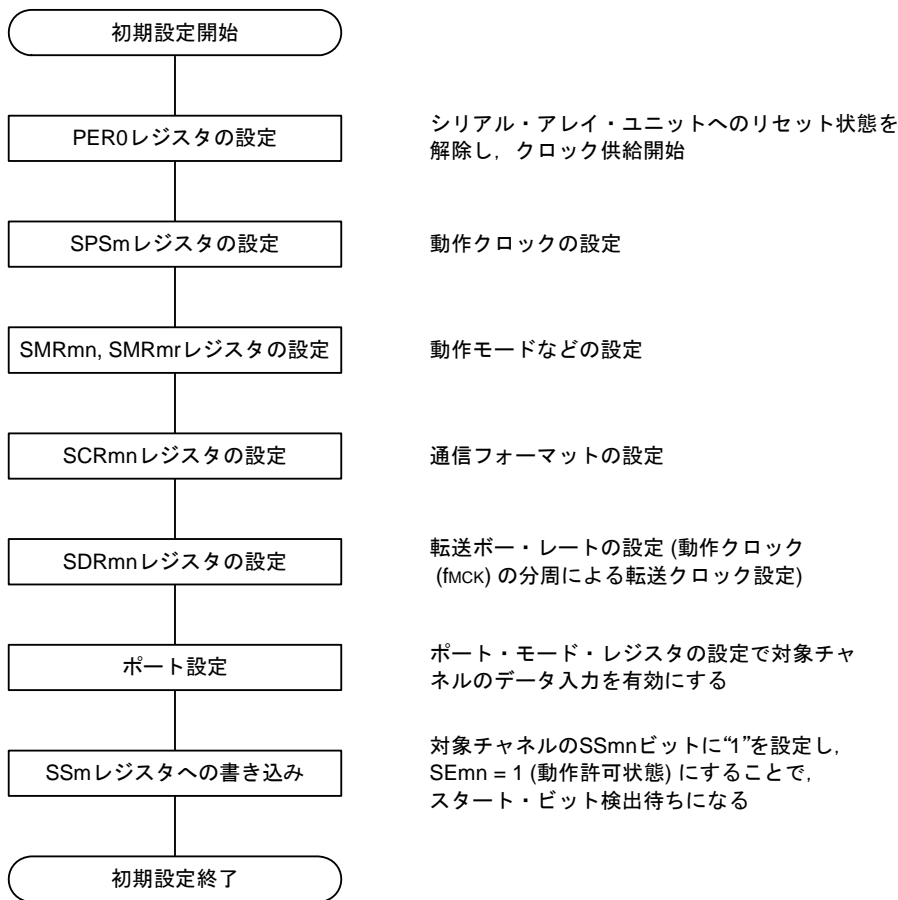 初期設定開始
PER0レジスタの設定
シリアル・アレイ・ユニットへのリセット状態を
解除し，クロック供給開始
SPSmレジスタの設定
動作クロックの設定
SMRmn, SMRmrレジスタの設定
動作モードなどの設定
SCRmnレジスタの設定
通信フォーマットの設定
SDRmnレジスタの設定
転送ボー・レートの設定 (動作クロック
(fMCK) の分周による転送クロック設定)
ポート設定
ポート・モード・レジスタの設定で対象チャ
ネルのデータ入力を有効にする
SSmレジスタへの書き込み
対象チャネルのSSmnビットに“1”を設定し，
SEmn = 1 (動作許可状態) にすることで，
スタート・ビット検出待ちになる
初期設定終了